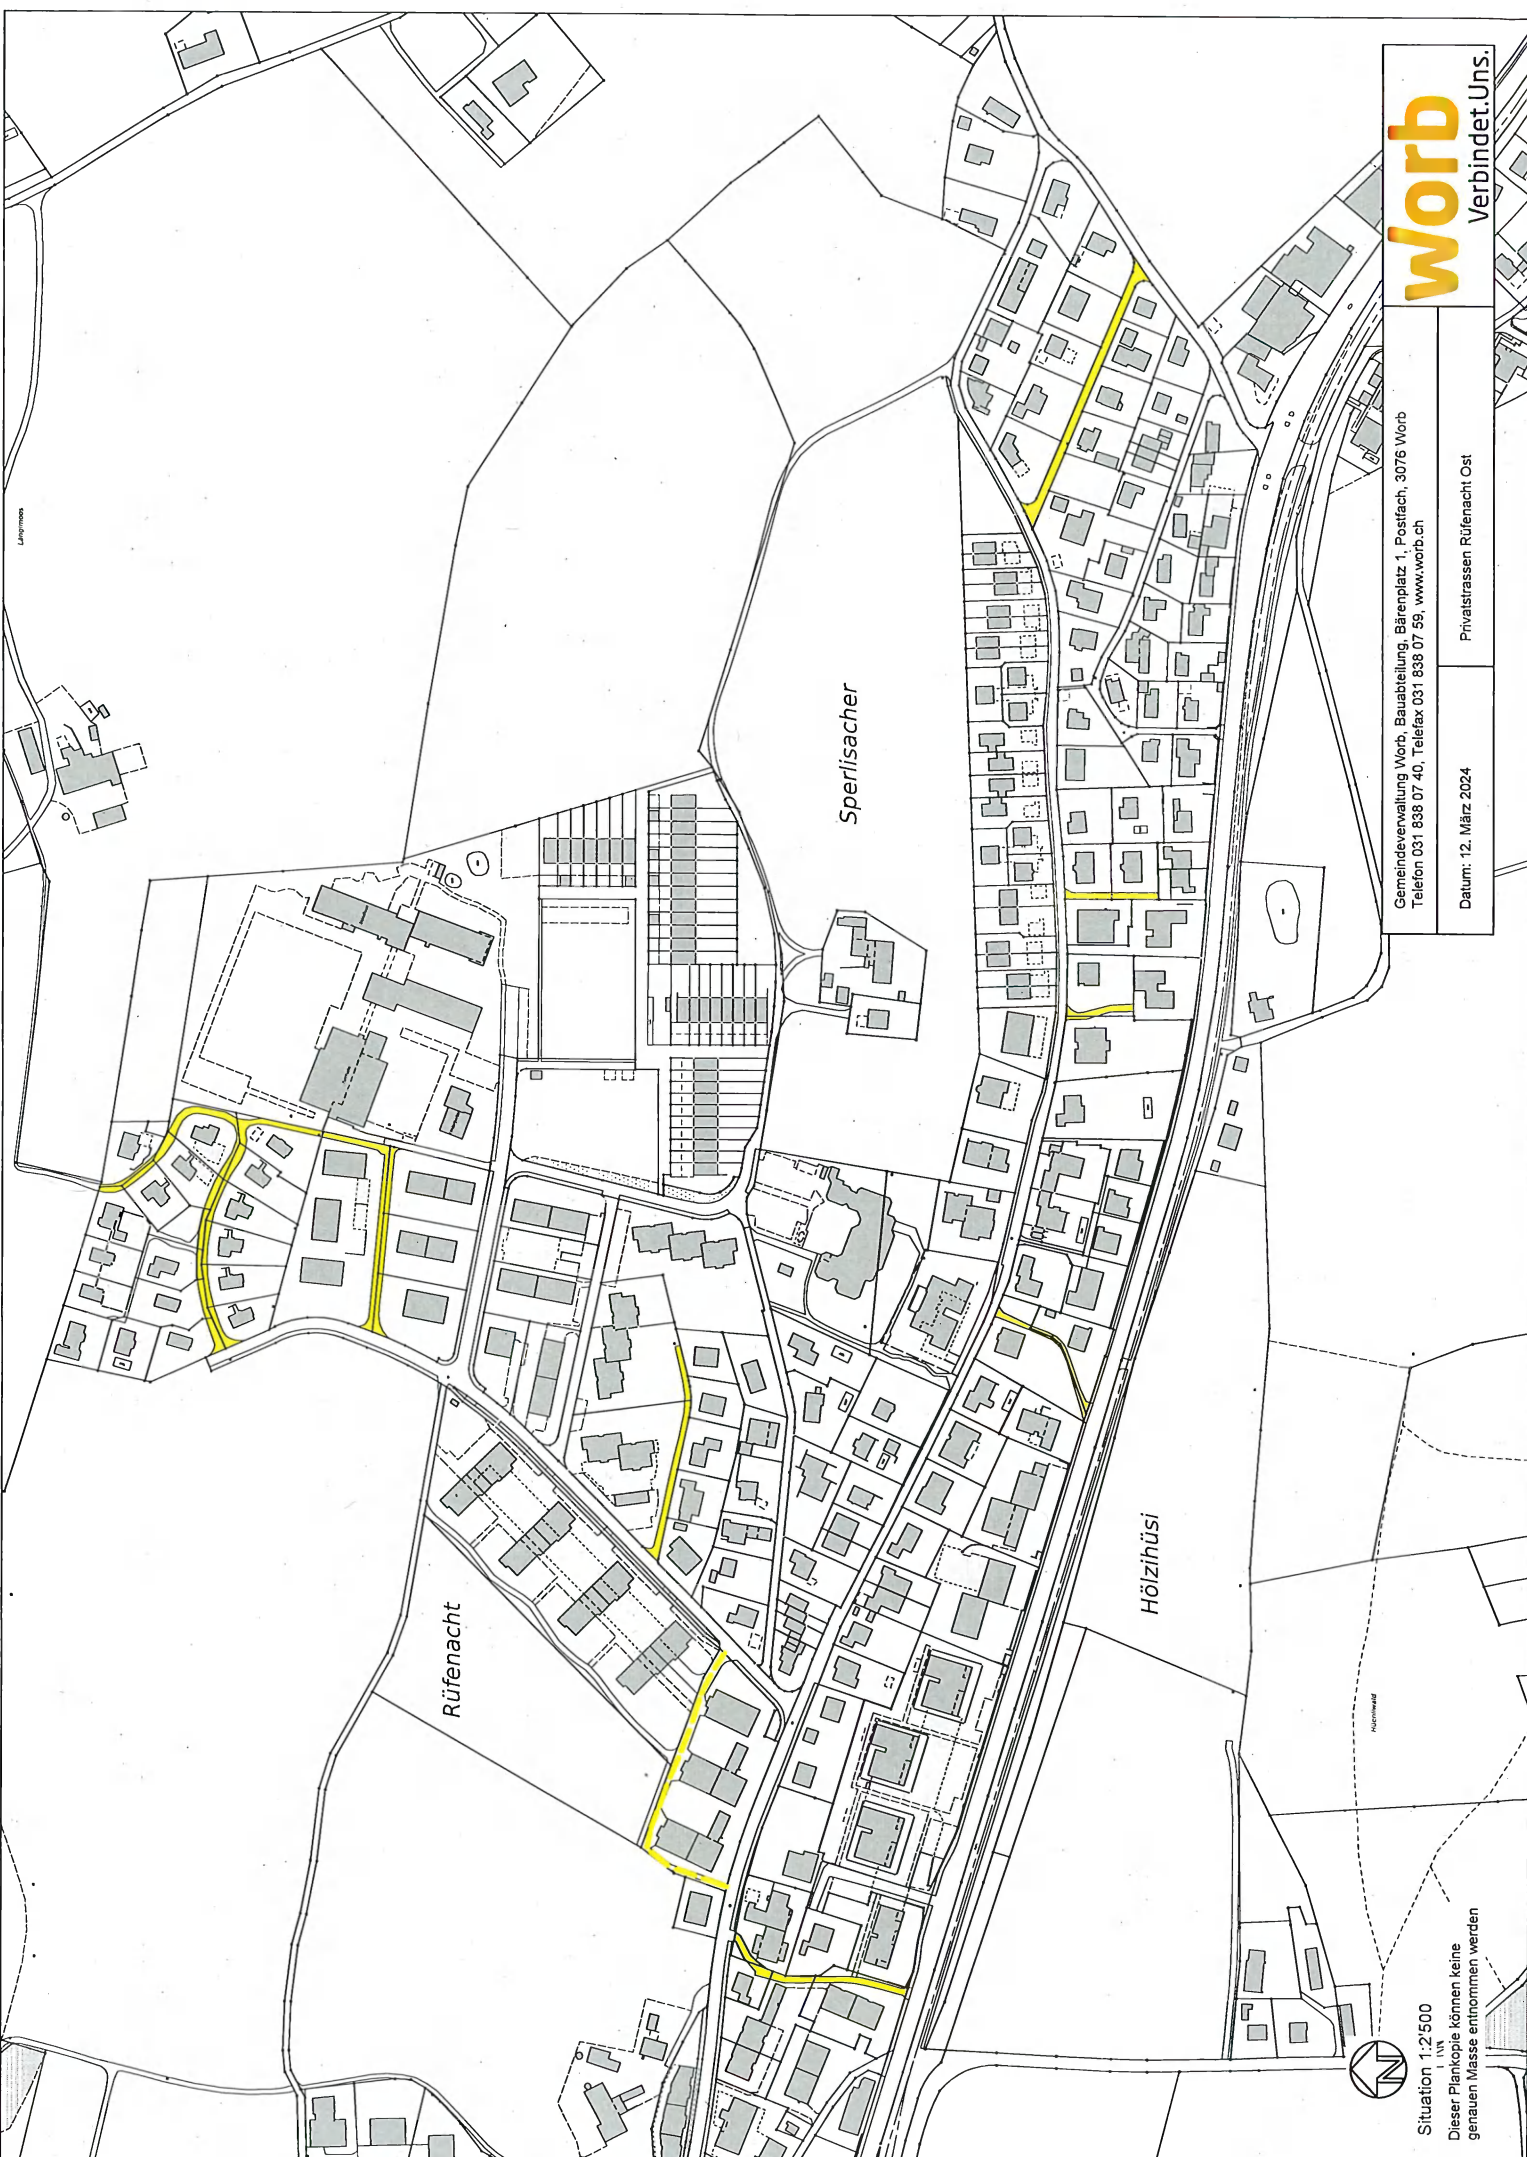 Längimoos
Sperlisacher
Rüfenacht
Hölzihüsi
worb
Verbindet.Uns.
Gemeindeverwaltung Worb, Bauabteilung, Bärenplatz 1, Postfach, 3076 Worb
Telefon 031 838 07 40, Telefax 031 838 07 59, www.worb.ch
Datum: 12. März 2024
Privatstrassen Rüfenacht Ost
N
Situation 1:2'500
Dieser Plankopie können keine
genauen Masse entnommen werden